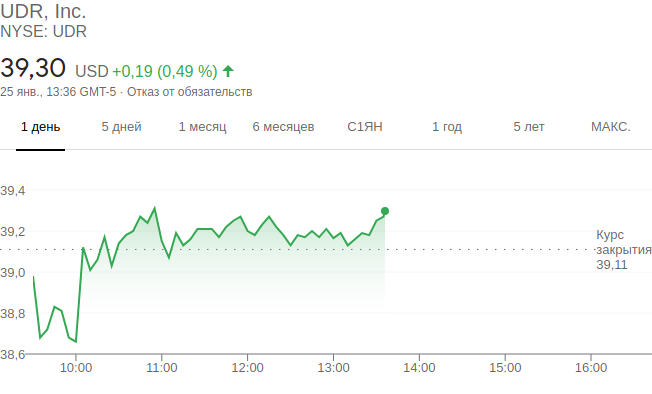 UDR, Inc.
NYSE: UDR
39,30 USD +0,19 (0,49 %)
25 янв., 13:36 GMT-5 · Отказ от обязательств
1 день 5 дней 1 месяц 6 месяцев С1ЯН 1 год 5 лет МАКС.
39,4
39,2
39,0
38,8
38,6
Курс
закрытия
39,11
10:00 11:00 12:00 13:00 14:00 15:00 16:00